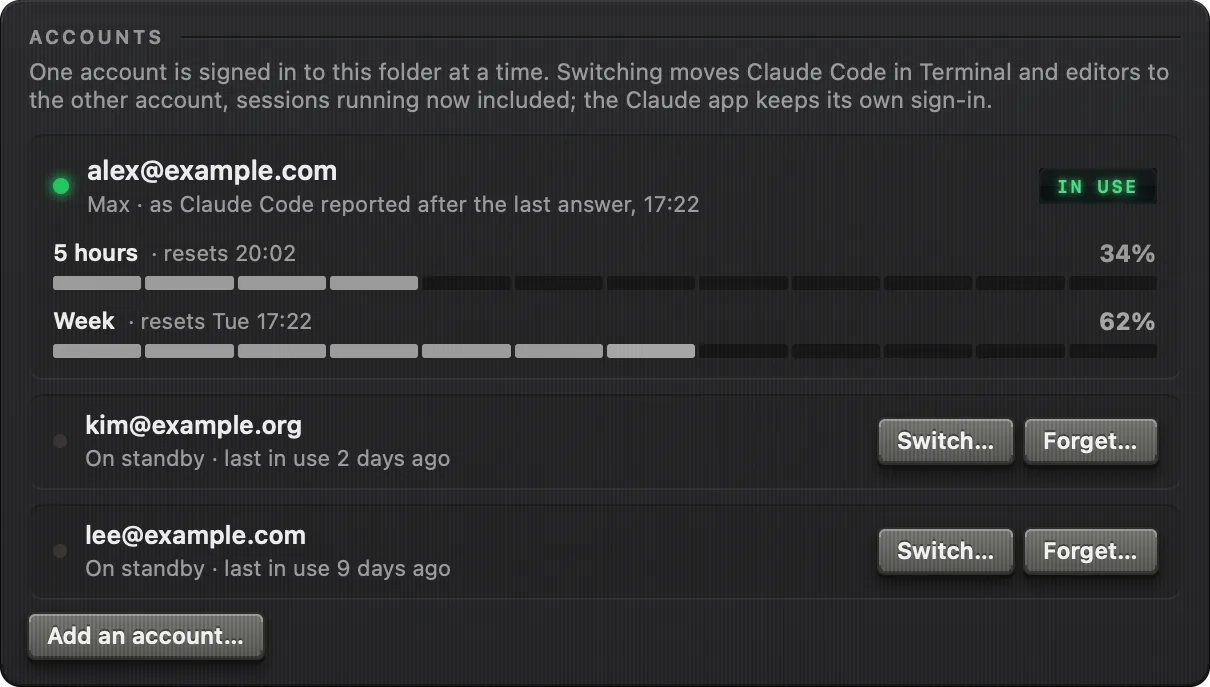 ACCOUNTS
One account is signed in to this folder at a time. Switching moves Claude Code in Terminal and editors to
the other account, sessions running now included; the Claude app keeps its own sign-in.
alex@example.com
Max · as Claude Code reported after the last answer, 17:22
IN USE
5 hours · resets 20:02 34%
Week · resets Tue 17:22 62%
kim@example.org
On standby · last in use 2 days ago
Switch... Forget...
lee@example.com
On standby · last in use 9 days ago
Switch... Forget...
Add an account...